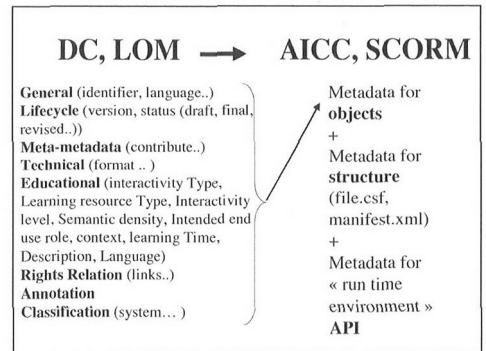 DC, LOM → AICC, SCORM
General (identifier, language..)
Lifecycle (version, status (draft, final,
revised..))
Meta-metadata (contribute..)
Technical (format .. )
Educational (interactivity Type,
Learning resource Type, Interactivity
level, Semantic density, Intended end
use role, context, learning Time,
Description, Language)
Rights Relation (links..)
Annotation
Classification (system… )
Metadata for
objects
+
Metadata for
structure
(file.csf,
manifest.xml)
+
Metadata for
« run time
environment »
API